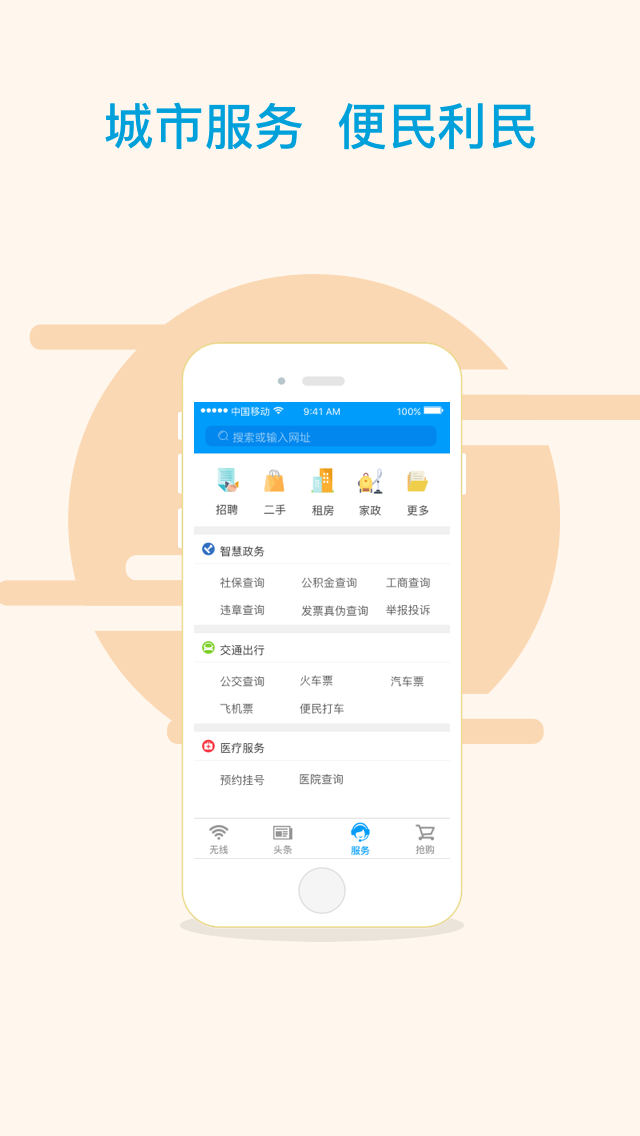 城市服务 便民利民
中国移动 9:41 AM 100%
搜索或输入网址
招聘 二手 租房 家政 更多
智慧政务
社保查询 公积金查询 工商查询
违章查询 发票真伪查询 举报投诉
交通出行
公交查询 火车票 汽车票
飞机票 便民打车
医疗服务
预约挂号 医院查询
无线 头条 服务 抢购